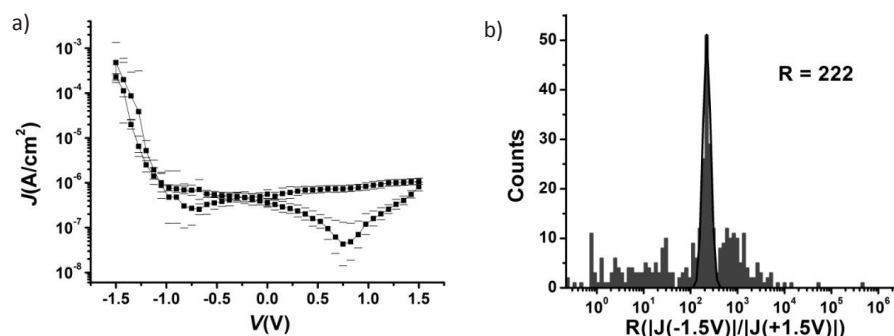 a)
10⁻³
10⁻⁴
10⁻⁵
10⁻⁶
10⁻⁷
10⁻⁸
J(A/cm²)
-1.5 -1.0 -0.5 0.0 0.5 1.0 1.5
V(V)
b)
50
40
30
20
10
0
Counts
R = 222
10⁰ 10¹ 10² 10³ 10⁴ 10⁵ 10⁶
R(|J(-1.5V)|/|J(+1.5V)|)